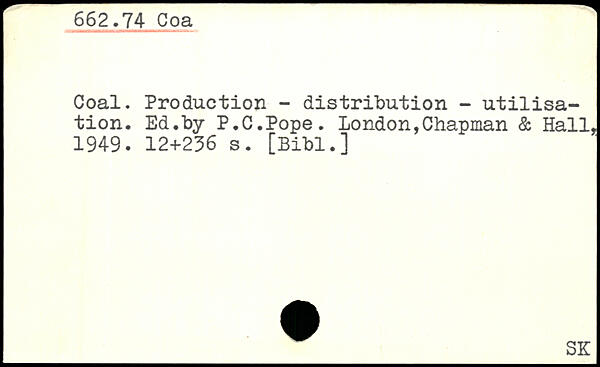 662.74 Coa
Coal. Production - distribution - utilisa-
tion. Ed.by P.C.Pope. London,Chapman & Hall,
1949. 12+236 s. [Bibl.]
SK